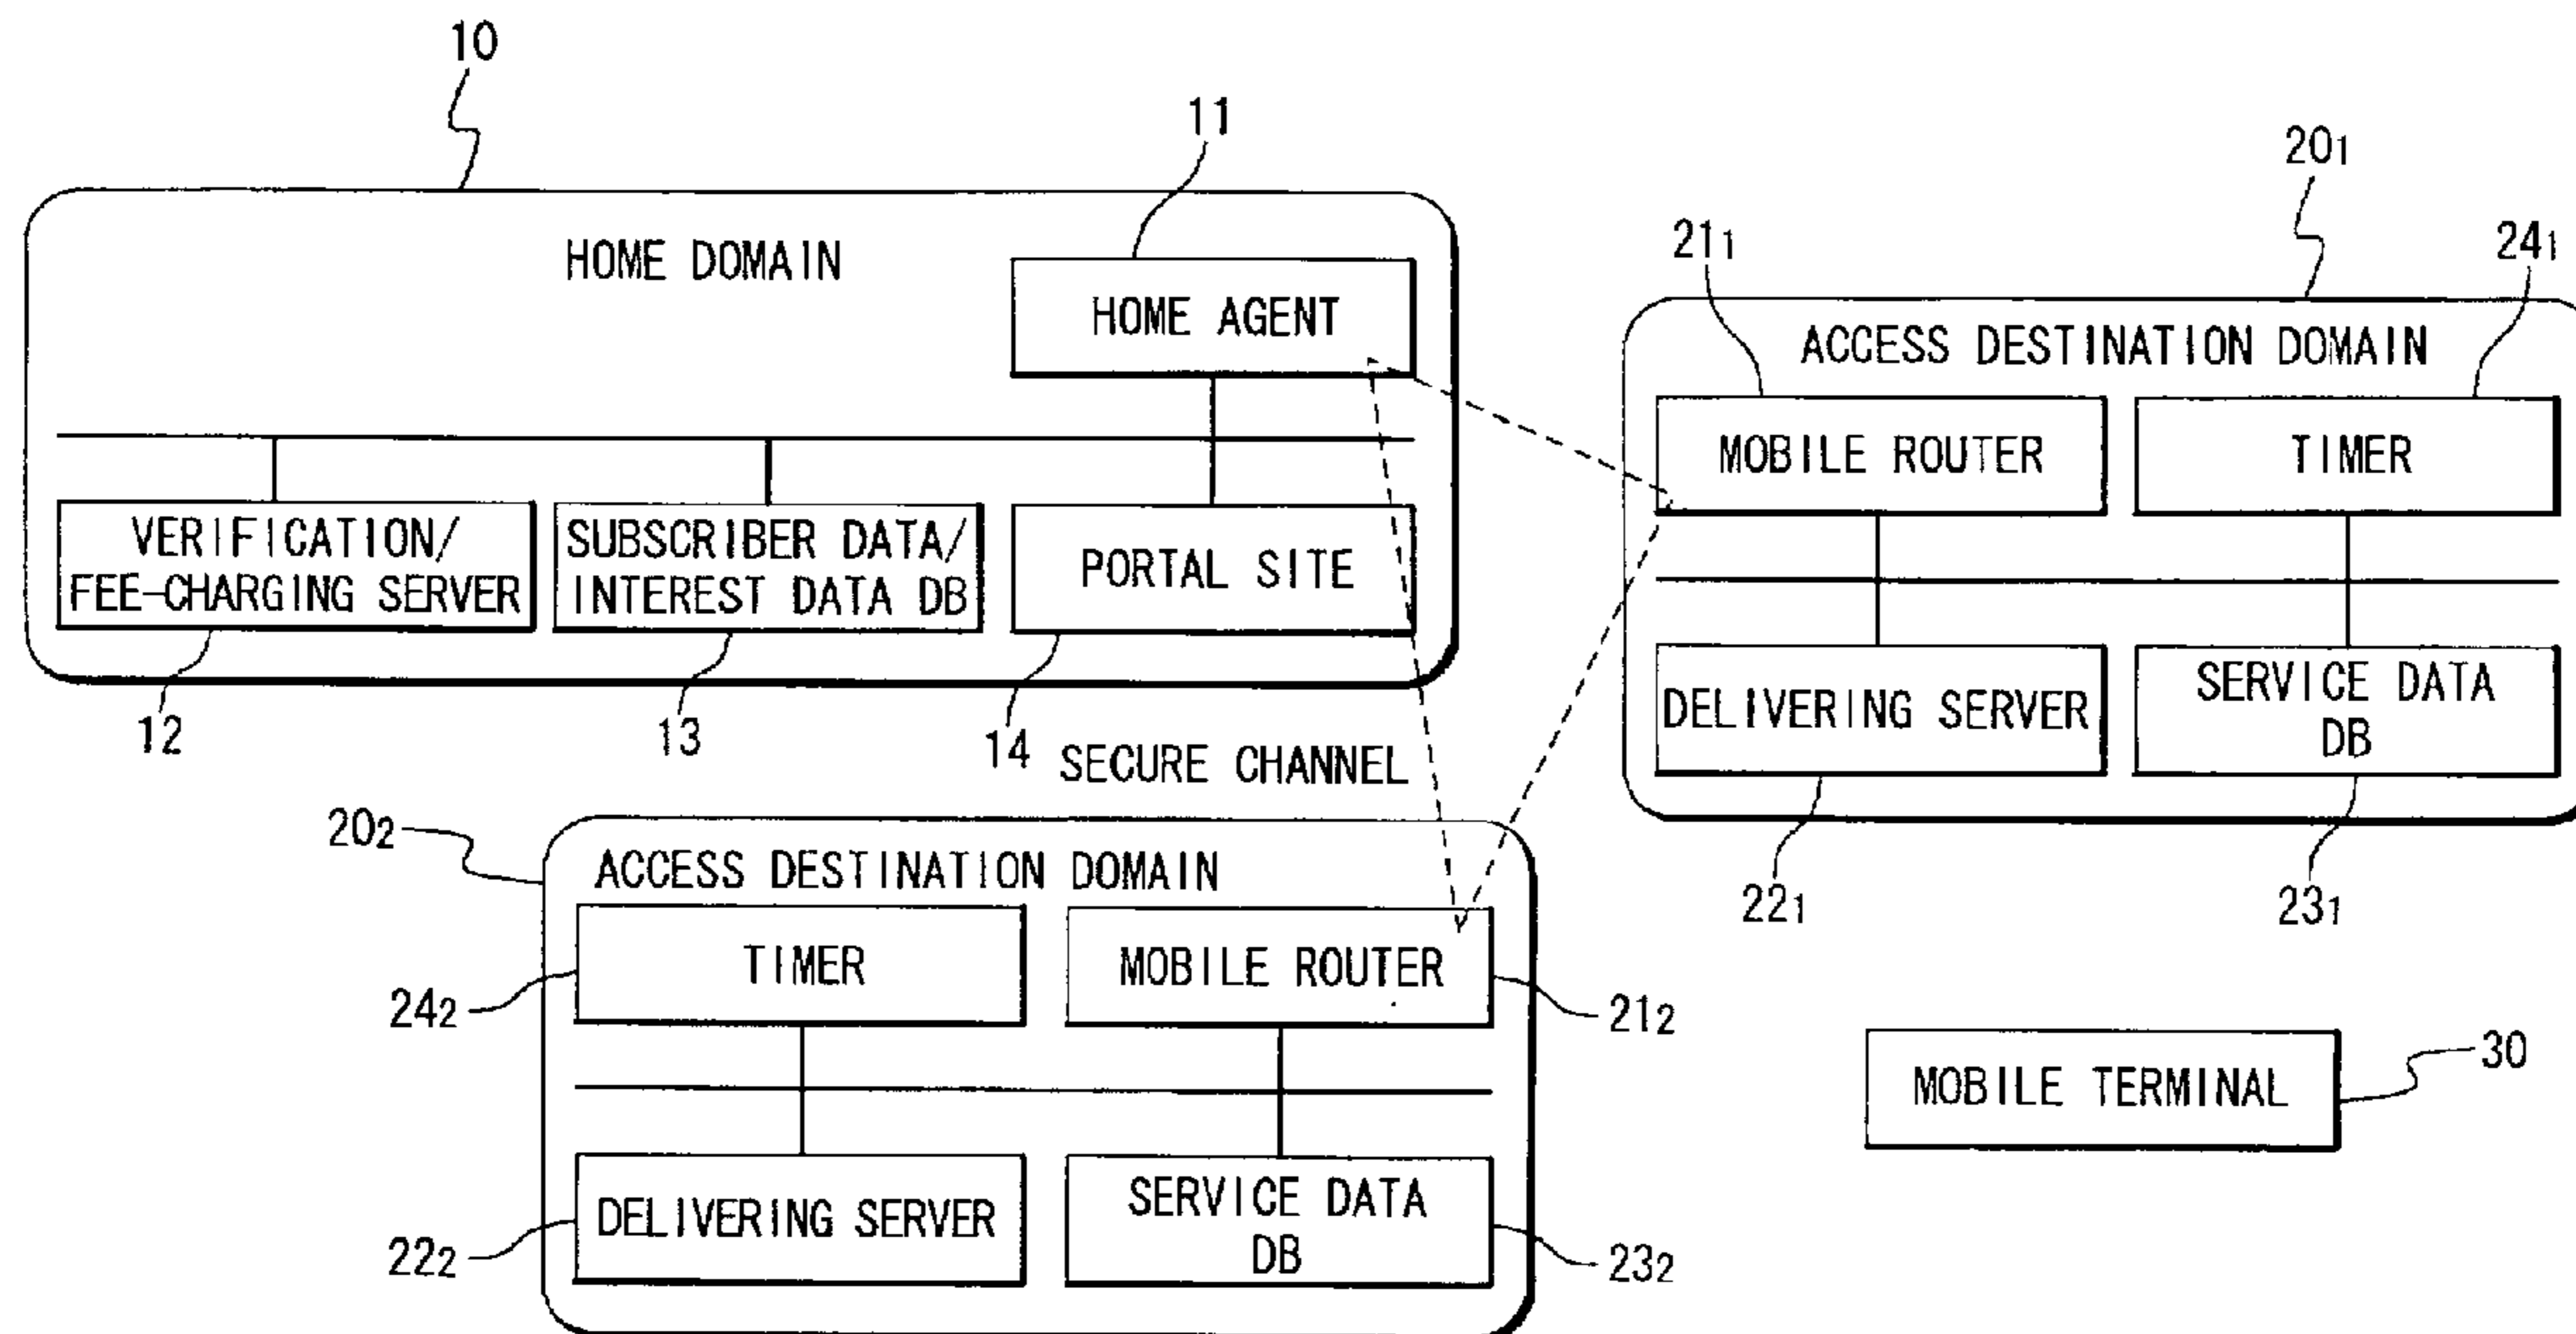 10
11
HOME DOMAIN
HOME AGENT
VERIFICATION/
FEE-CHARGING SERVER
SUBSCRIBER DATA/
INTEREST DATA DB
PORTAL SITE
12
13
14
SECURE CHANNEL
20₁
21₁
24₁
ACCESS DESTINATION DOMAIN
MOBILE ROUTER
TIMER
DELIVERING SERVER
SERVICE DATA
DB
22₁
23₁
20₂
ACCESS DESTINATION DOMAIN
TIMER
MOBILE ROUTER
24₂
21₂
DELIVERING SERVER
SERVICE DATA
DB
22₂
23₂
MOBILE TERMINAL
30